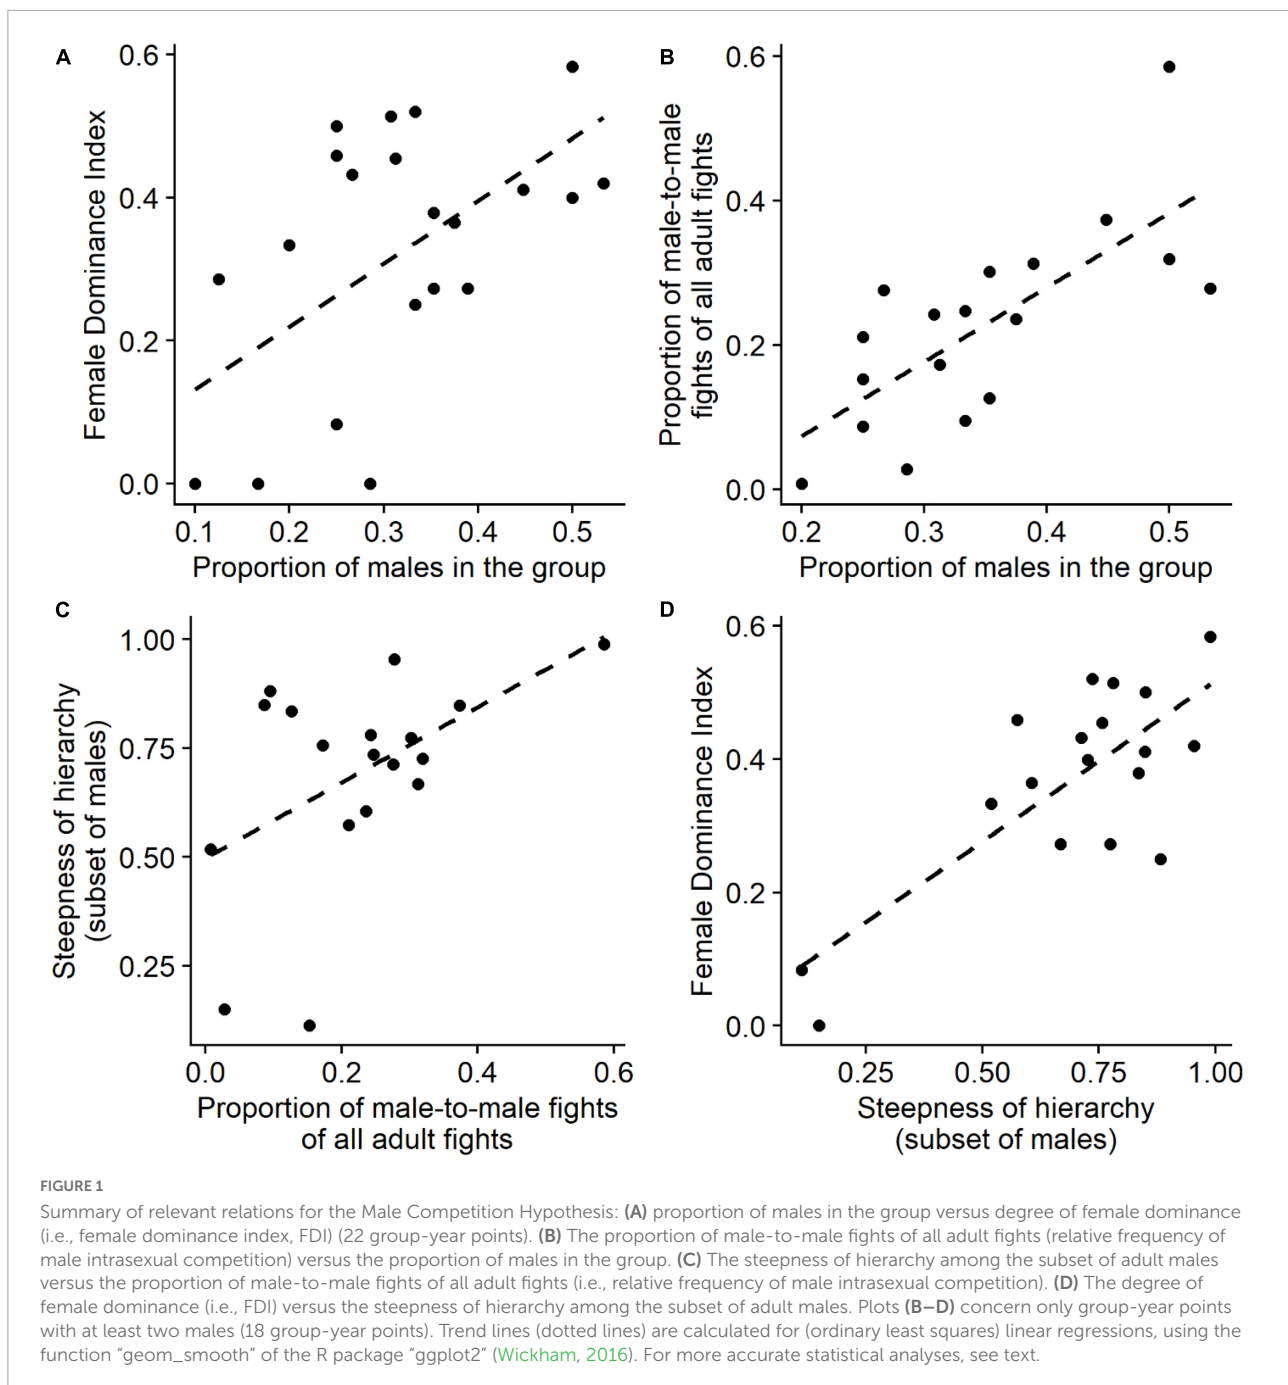 A
0.6
0.4
0.2
0.0
Female Dominance Index
0.1 0.2 0.3 0.4 0.5
Proportion of males in the group
B
0.6
0.4
0.2
0.0
Proportion of male-to-male
fights of all adult fights
0.2 0.3 0.4 0.5
Proportion of males in the group
C
1.00
0.75
0.50
0.25
Steepness of hierarchy
(subset of males)
0.0 0.2 0.4 0.6
Proportion of male-to-male fights
of all adult fights
D
0.6
0.4
0.2
0.0
Female Dominance Index
0.25 0.50 0.75 1.00
Steepness of hierarchy
(subset of males)
FIGURE 1
Summary of relevant relations for the Male Competition Hypothesis: (A) proportion of males in the group versus degree of female dominance
(i.e., female dominance index, FDI) (22 group-year points). (B) The proportion of male-to-male fights of all adult fights (relative frequency of
male intrasexual competition) versus the proportion of males in the group. (C) The steepness of hierarchy among the subset of adult males
versus the proportion of male-to-male fights of all adult fights (i.e., relative frequency of male intrasexual competition). (D) The degree of
female dominance (i.e., FDI) versus the steepness of hierarchy among the subset of adult males. Plots (B–D) concern only group-year points
with at least two males (18 group-year points). Trend lines (dotted lines) are calculated for (ordinary least squares) linear regressions, using the
function “geom_smooth” of the R package “ggplot2” (Wickham, 2016). For more accurate statistical analyses, see text.